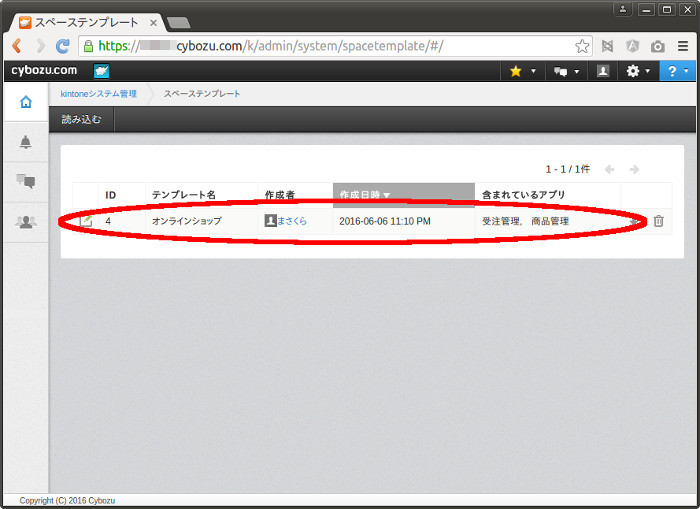 スペーステンプレート
https://cybozu.com/k/admin/system/spacetemplate/#/
cybozu.com
kintoneシステム管理 スペーステンプレート
読み込む
1 - 1 / 1件
ID テンプレート名 作成者 作成日時▼ 含まれているアプリ
4 オンラインショップ まさくら 2016-06-06 11:10 PM 受注管理, 商品管理
Copyright (C) 2016 Cybozu